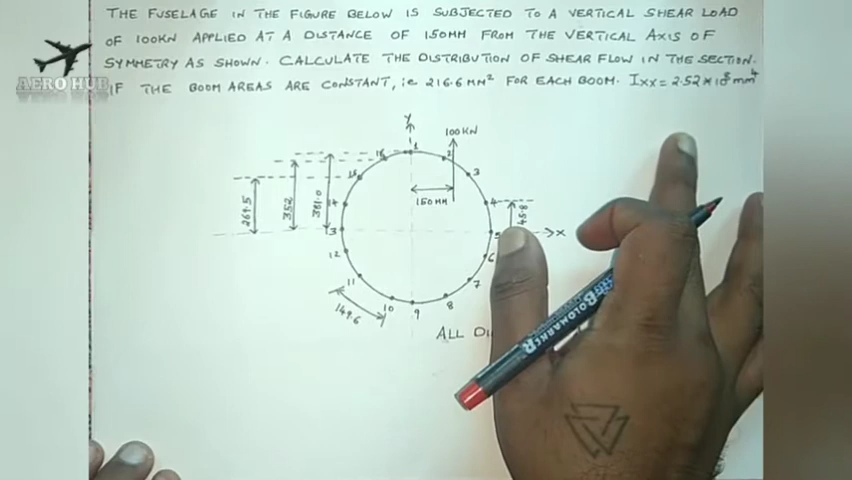 THE FUSELAGE IN THE FIGURE BELOW IS SUBJECTED TO A VERTICAL SHEAR LOAD
OF 100KN APPLIED AT A DISTANCE OF 150MM FROM THE VERTICAL AXIS OF
SYMMETRY AS SHOWN. CALCULATE THE DISTRIBUTION OF SHEAR FLOW IN THE SECTION.
IF THE BOOM AREAS ARE CONSTANT, ie 216.6 MM² FOR EACH BOOM. IXX = 2.52*10⁸ mm⁴
AERO HUB
Y
100KN
1
2
16
3
15
4
14
150MM
269.5
352
381.0
5
X
6
12
7
11
8
10
9
149.6
ALL
BOLDMARKER